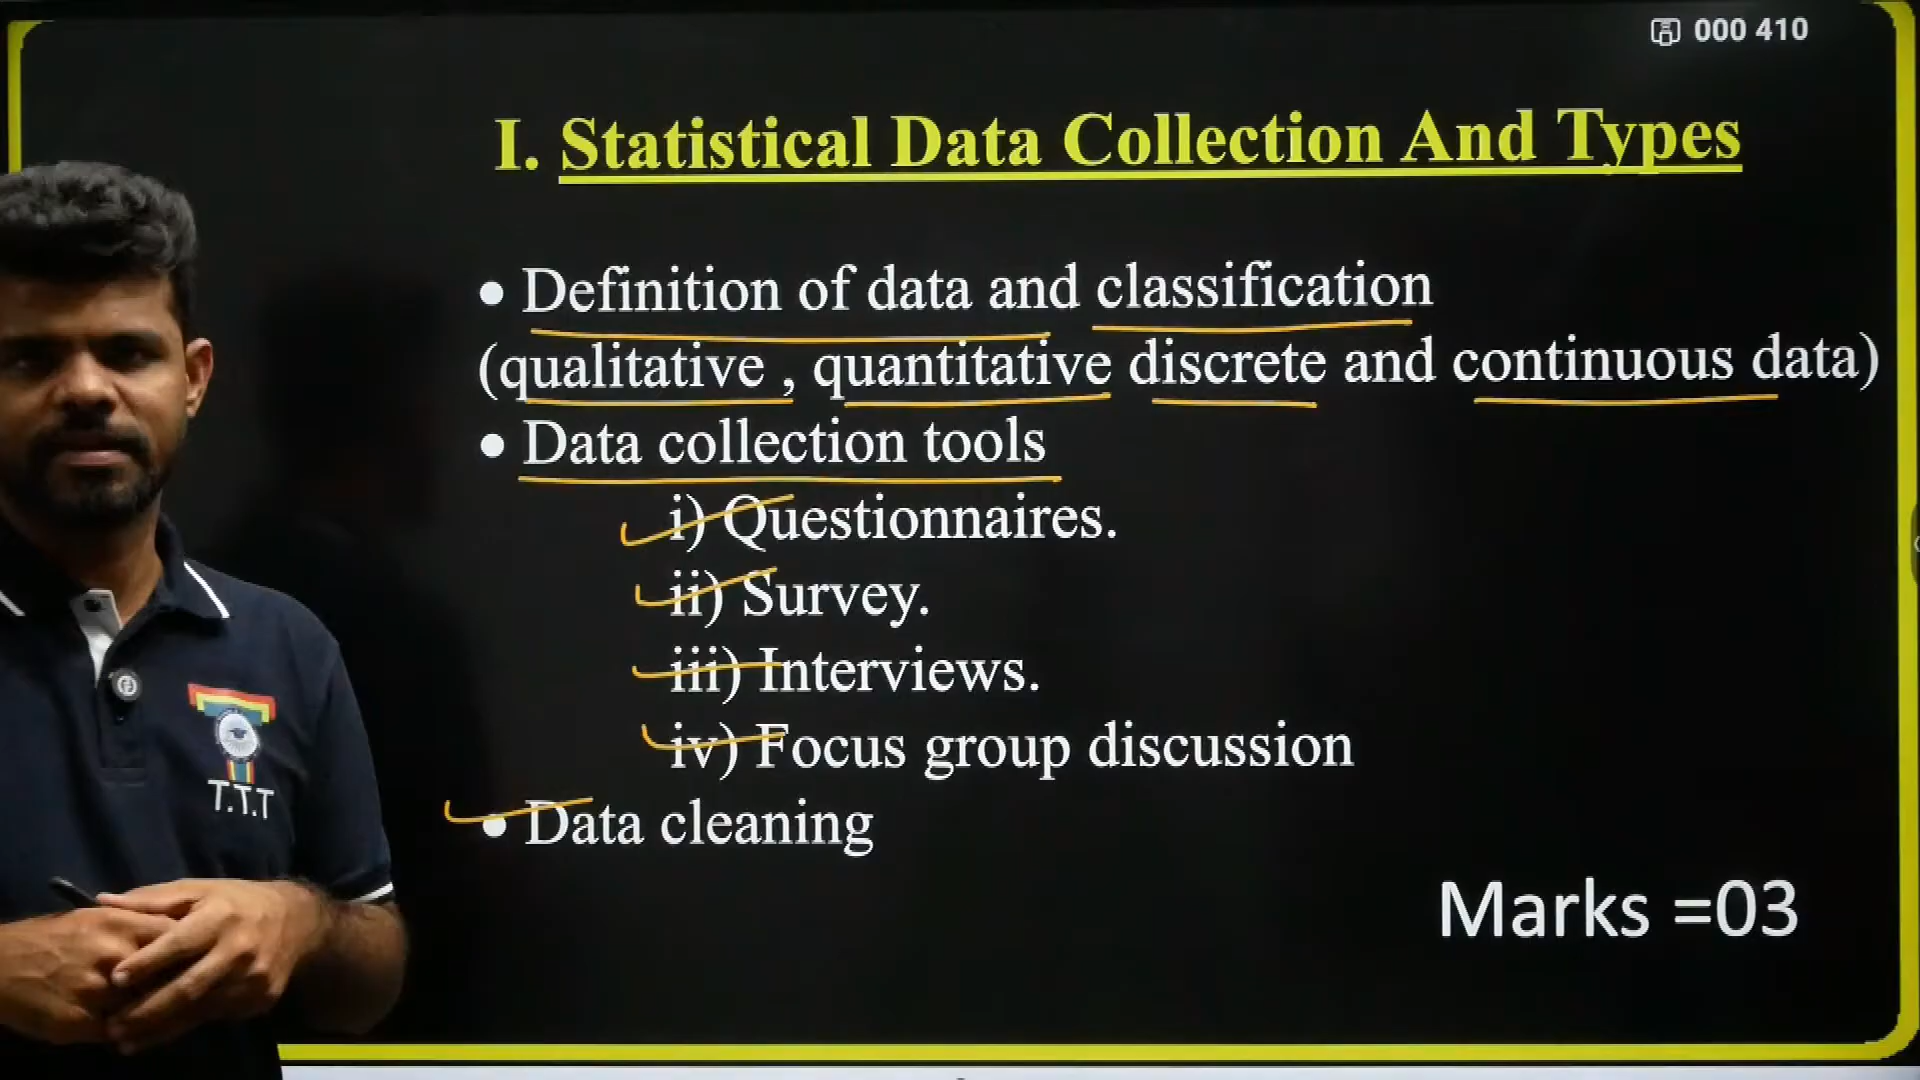 000 410
I. Statistical Data Collection And Types
• Definition of data and classification
(qualitative , quantitative discrete and continuous data)
• Data collection tools
i) Questionnaires.
ii) Survey.
iii) Interviews.
iv) Focus group discussion
• Data cleaning
Marks =03
T.T.T